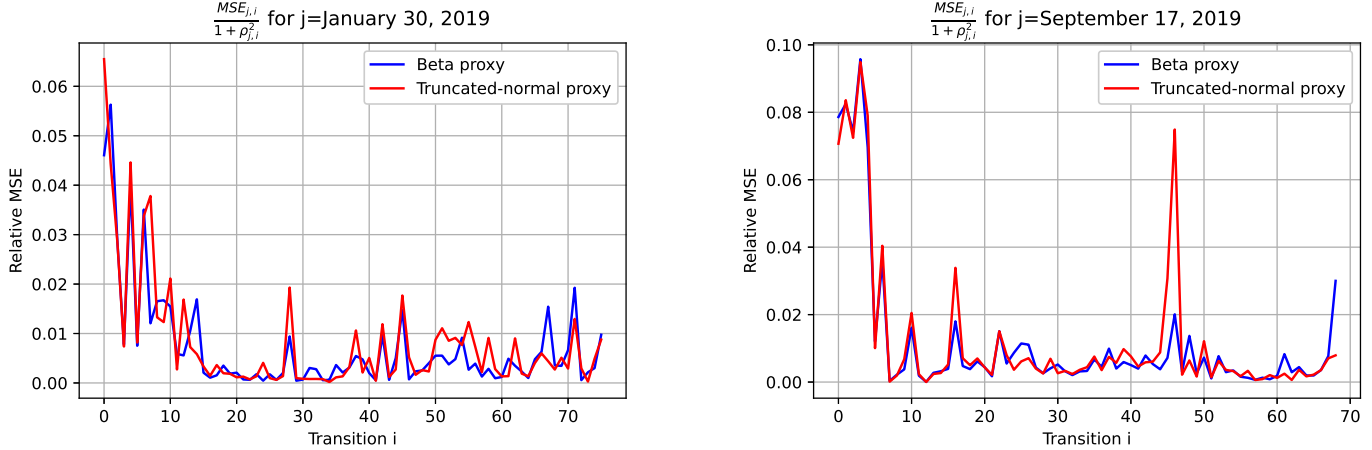 MSE_{j,i} / 1 + ρ²_{j,i} for j=January 30, 2019
Beta proxy
Truncated-normal proxy
Relative MSE
0.06
0.05
0.04
0.03
0.02
0.01
0.00
0 10 20 30 40 50 60 70
Transition i
MSE_{j,i} / 1 + ρ²_{j,i} for j=September 17, 2019
Beta proxy
Truncated-normal proxy
Relative MSE
0.10
0.08
0.06
0.04
0.02
0.00
0 10 20 30 40 50 60 70
Transition i